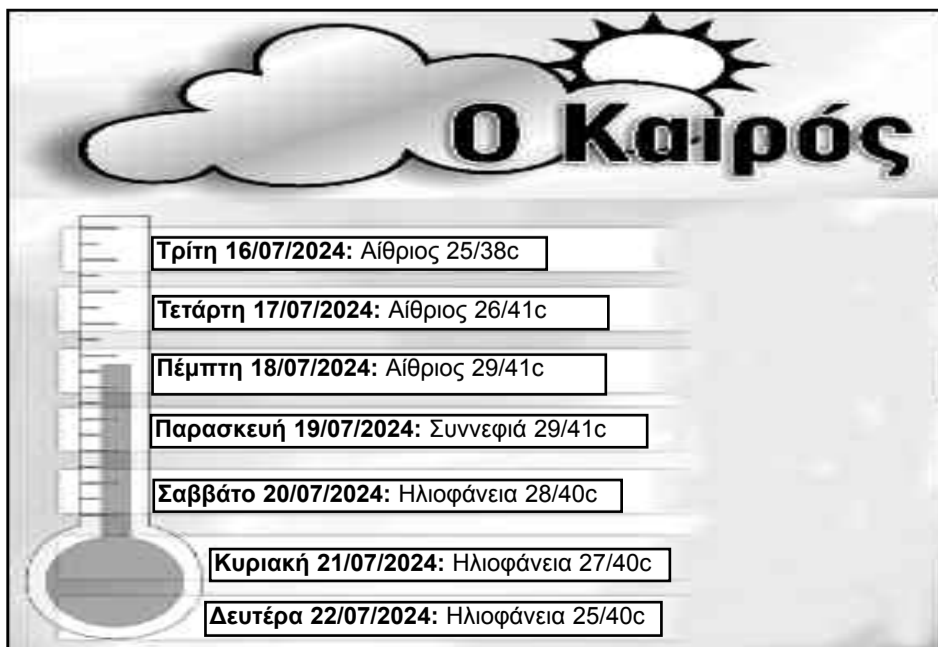 Ο Καιρός
Τρίτη 16/07/2024: Αίθριος 25/38c
Τετάρτη 17/07/2024: Αίθριος 26/41c
Πέμπτη 18/07/2024: Αίθριος 29/41c
Παρασκευή 19/07/2024: Συννεφιά 29/41c
Σαββάτο 20/07/2024: Ηλιοφάνεια 28/40c
Κυριακή 21/07/2024: Ηλιοφάνεια 27/40c
Δευτέρα 22/07/2024: Ηλιοφάνεια 25/40c